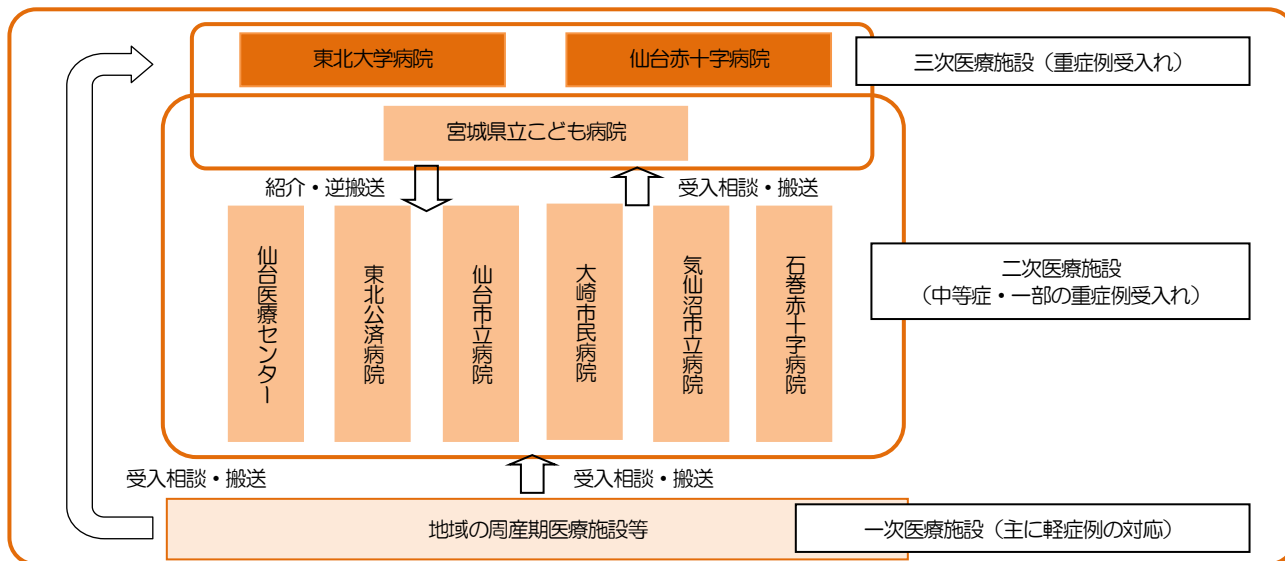 東北大学病院
仙台赤十字病院
三次医療施設（重症例受入れ）
宮城県立こども病院
紹介・逆搬送
受入相談・搬送
仙台医療センター
東北公済病院
仙台市立病院
大崎市民病院
気仙沼市立病院
石巻赤十字病院
二次医療施設
（中等症・一部の重症例受入れ）
受入相談・搬送
受入相談・搬送
地域の周産期医療施設等
一次医療施設（主に軽症例の対応）